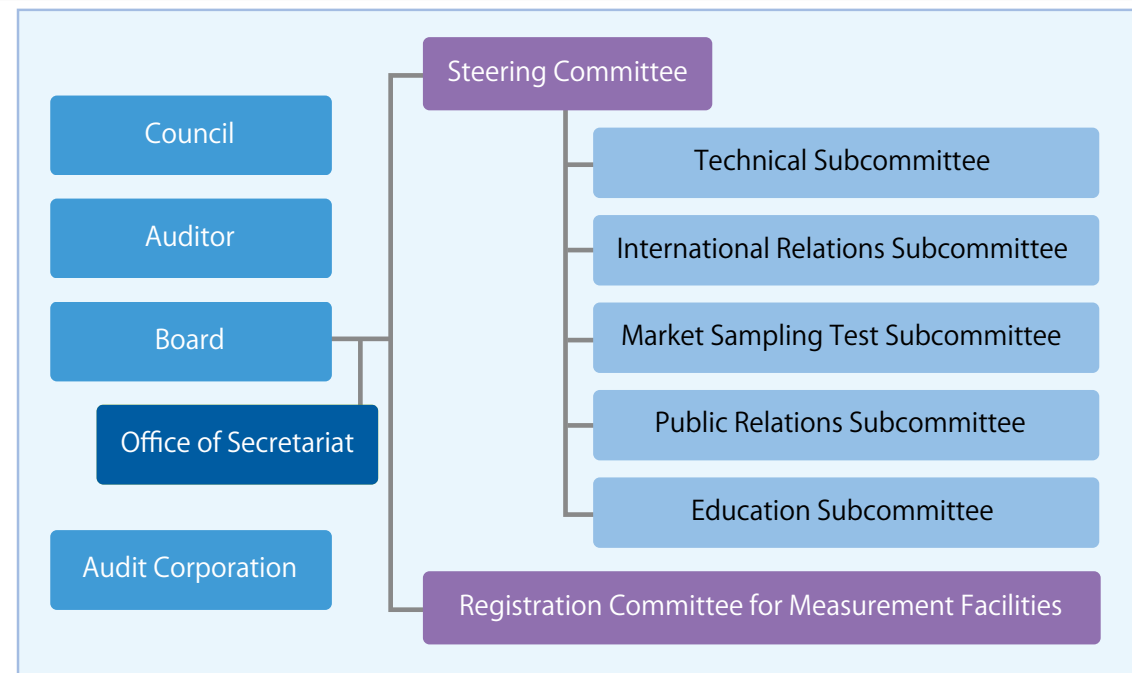 Council
Auditor
Board
Office of Secretariat
Audit Corporation
Steering Committee
Technical Subcommittee
International Relations Subcommittee
Market Sampling Test Subcommittee
Public Relations Subcommittee
Education Subcommittee
Registration Committee for Measurement Facilities